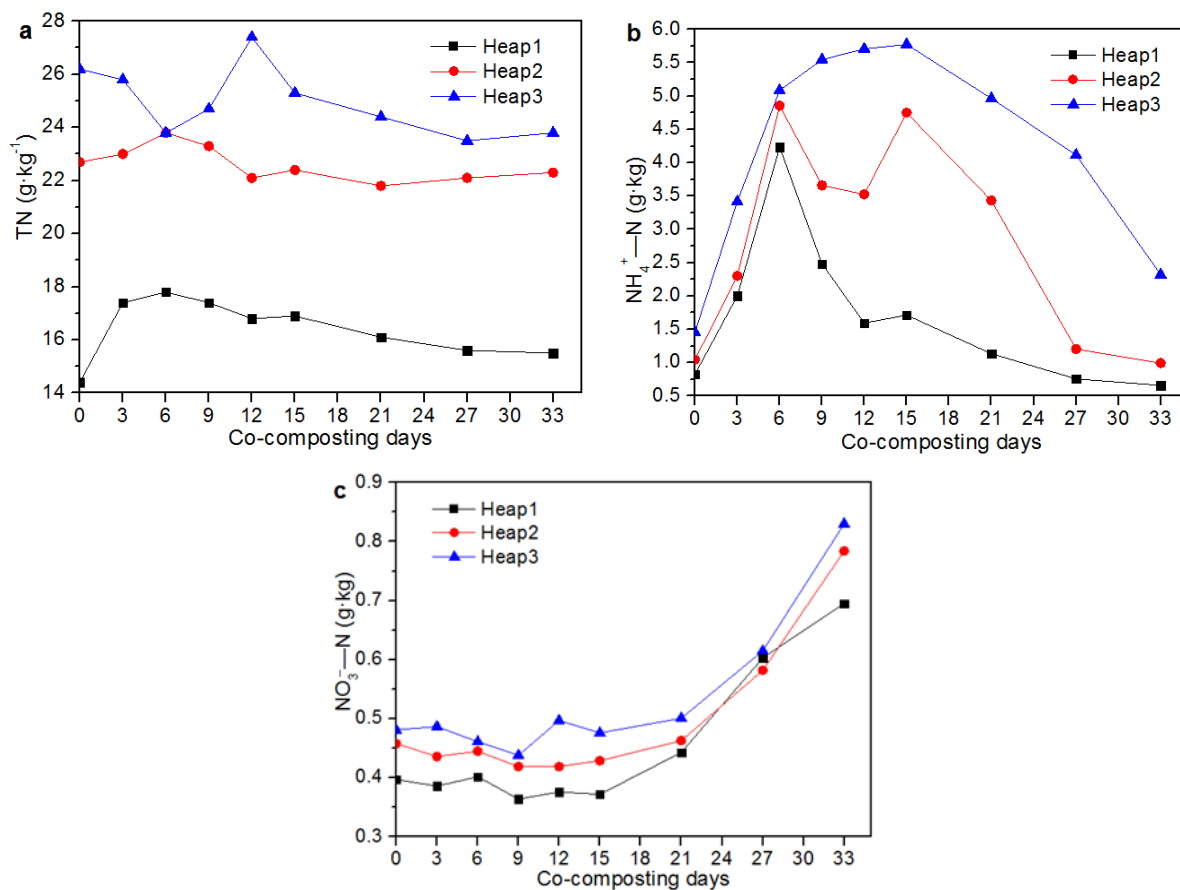 a
28
26
24
22
20
18
16
14
TN (g·kg⁻¹)
Heap1
Heap2
Heap3
0 3 6 9 12 15 21 24 27 30 33
Co-composting days
b
6.0
5.5
5.0
4.5
4.0
3.5
3.0
2.5
2.0
1.5
1.0
0.5
NH₄⁺—N (g·kg)
Heap1
Heap2
Heap3
0 3 6 9 12 15 21 24 27 30 33
Co-composting days
c
0.9
0.8
0.7
0.6
0.5
0.4
0.3
NO₃⁻—N (g·kg)
Heap1
Heap2
Heap3
0 3 6 9 12 15 21 27 33
Co-composting days